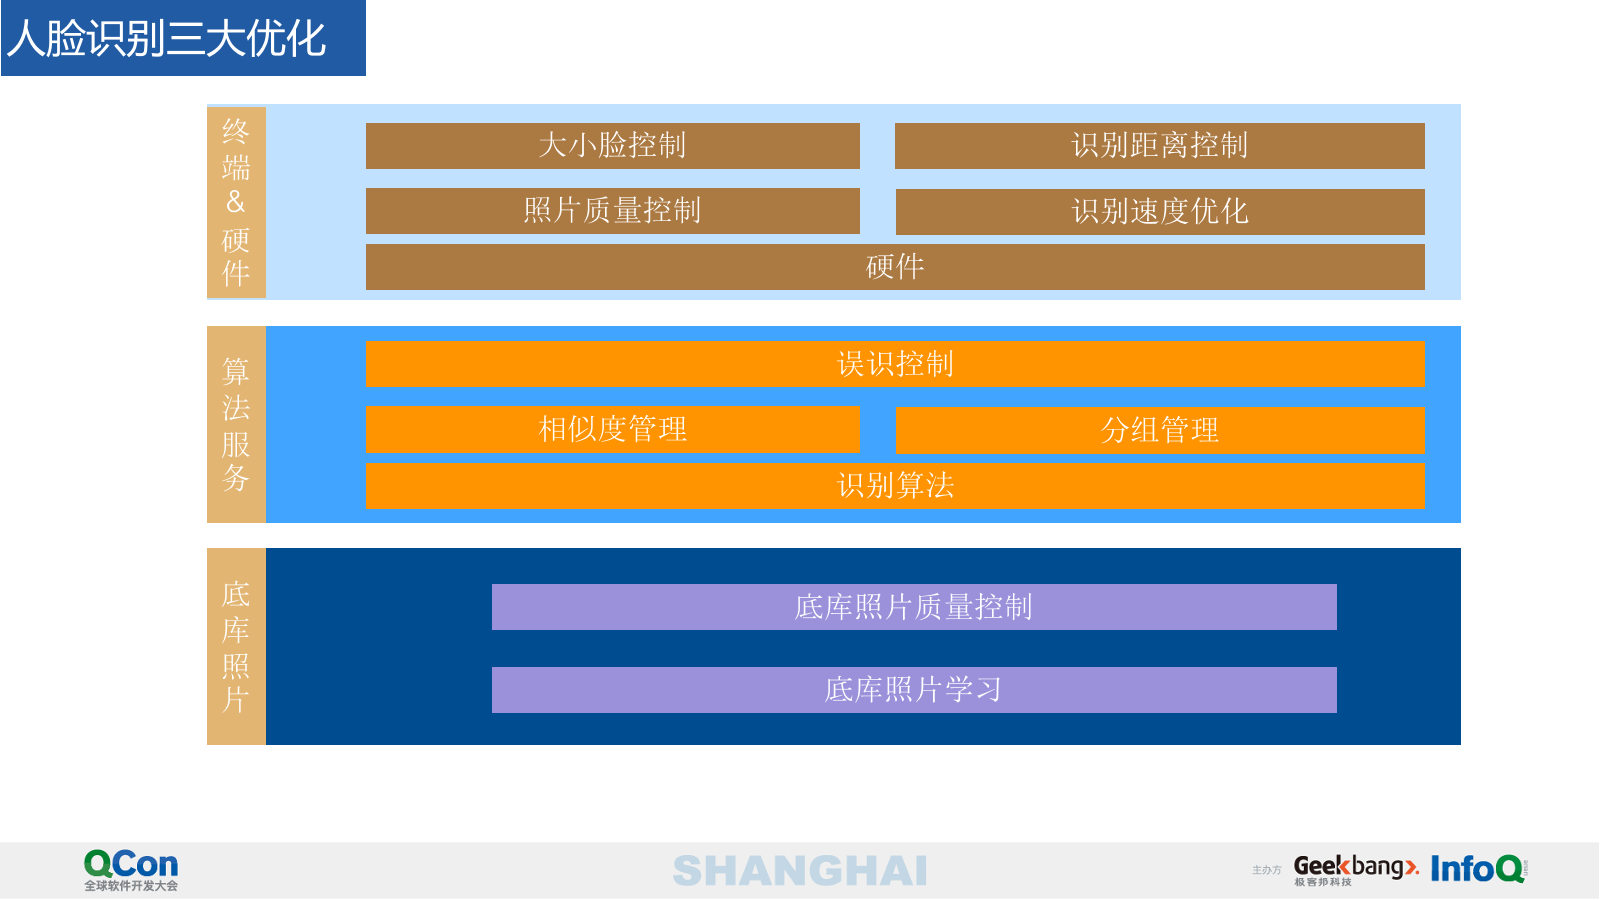 人脸识别三大优化
终端&硬件
大小脸控制
识别距离控制
照片质量控制
识别速度优化
硬件
算法服务
误识控制
相似度管理
分组管理
识别算法
底库照片
底库照片质量控制
底库照片学习
QCon
全球软件开发大会
SHANGHAI
主办方
Geekbang>.
极客邦科技
InfoQ